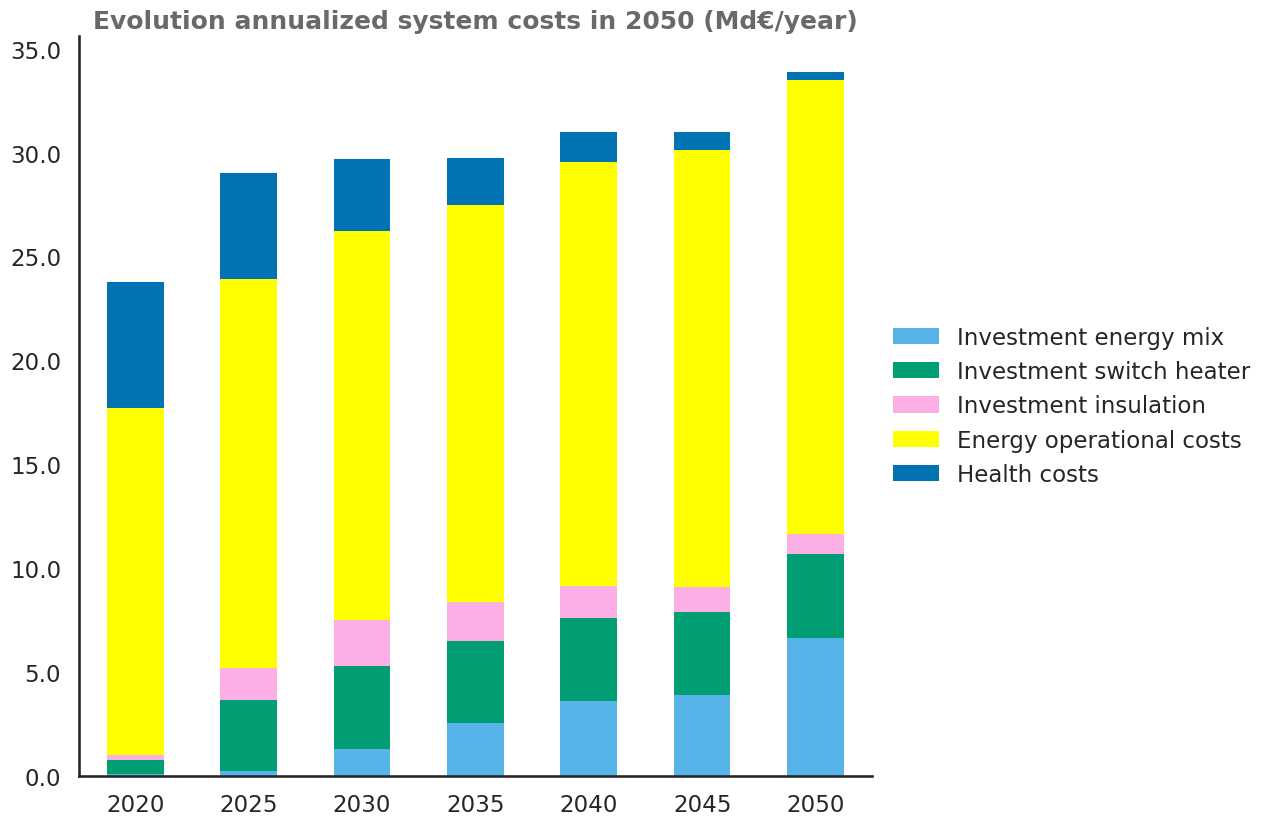 Evolution annualized system costs in 2050 (Md€/year)
35.0
30.0
25.0
20.0
15.0
10.0
5.0
0.0
2020 2025 2030 2035 2040 2045 2050
Investment energy mix
Investment switch heater
Investment insulation
Energy operational costs
Health costs